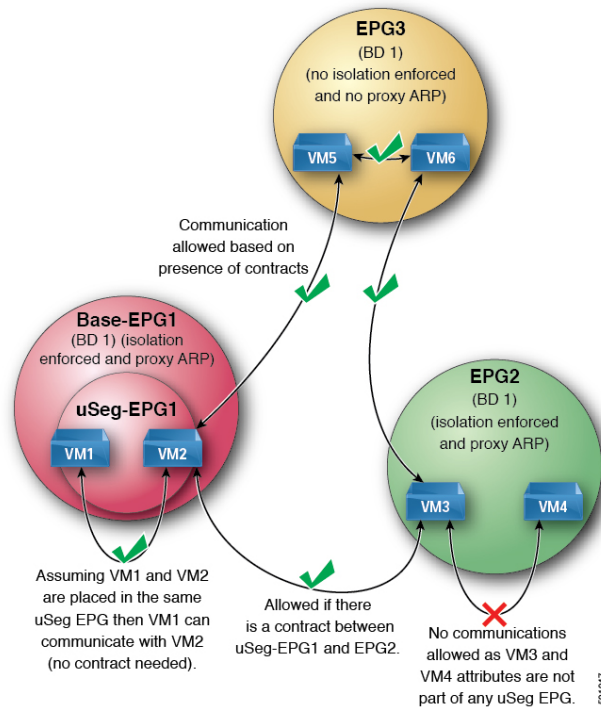 EPG3
(BD 1)
(no isolation enforced
and no proxy ARP)
VM5
VM6
Communication
allowed based on
presence of contracts
Base-EPG1
(BD 1) (isolation
enforced and proxy ARP)
uSeg-EPG1
VM1
VM2
EPG2
(BD 1)
(isolation enforced
and proxy ARP)
VM3
VM4
Assuming VM1 and VM2
are placed in the same
uSeg EPG then VM1 can
communicate with VM2
(no contract needed).
Allowed if there
is a contract between
uSeg-EPG1 and EPG2.
No communications
allowed as VM3 and
VM4 attributes are not
part of any uSeg EPG.